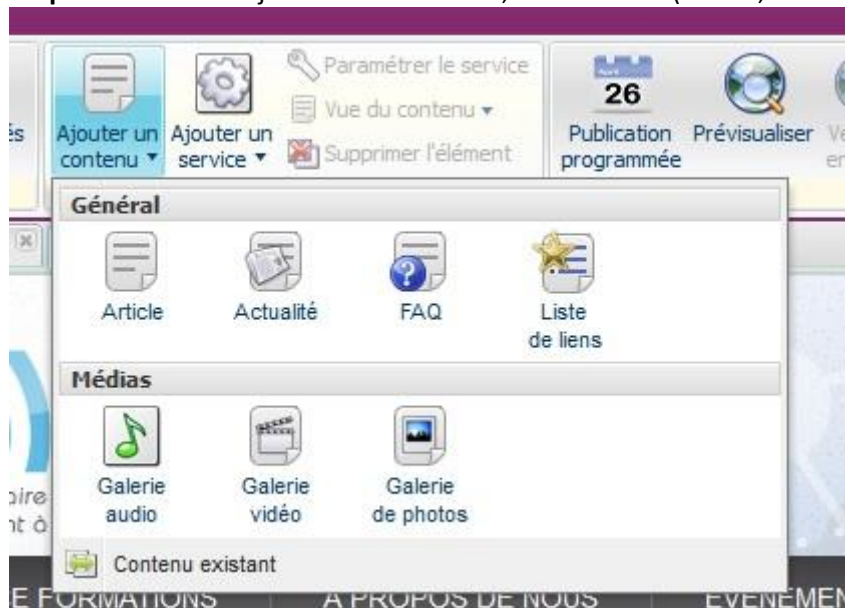 Paramétrer le service
26
Vue du contenu
Ajouter un Ajouter un Publication Prévisualiser
contenu service Supprimer l'élément programmée
Général
Article Actualité FAQ Liste
de liens
Médias
Galerie Galerie Galerie
audio vidéo de photos
Contenu existant
FORMATIONS A PROPOS DE NOUS